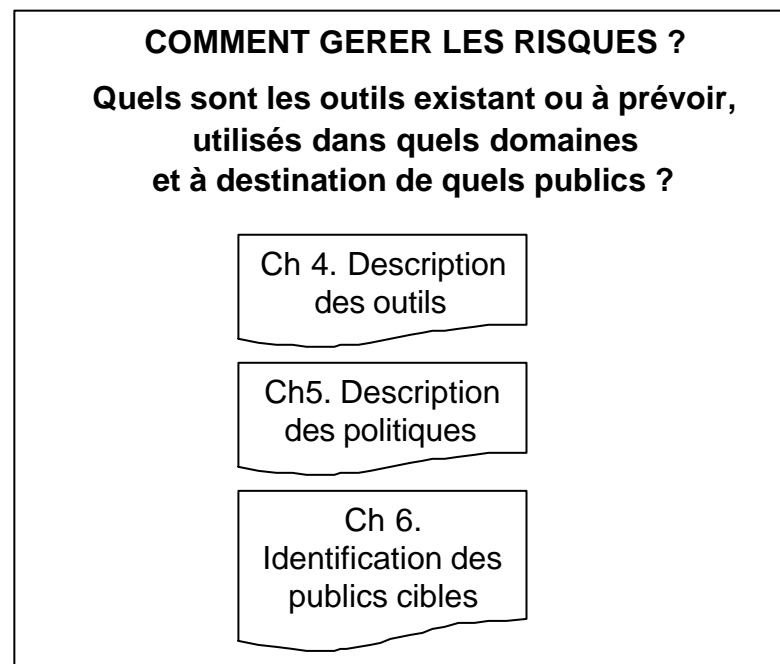 COMMENT GERER LES RISQUES ?
Quels sont les outils existant ou à prévoir,
utilisés dans quels domaines
et à destination de quels publics ?
Ch 4. Description
des outils
Ch5. Description
des politiques
Ch 6.
Identification des
publics cibles